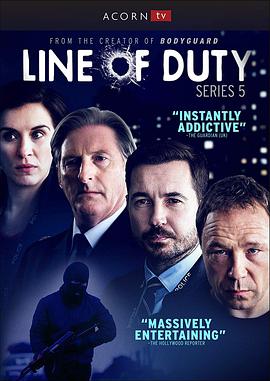 ACORN tv
FROM THE CREATOR OF BODYGUARD
LINE OF DUTY
SERIES 5
“INSTANTLY
ADDICTIVE”
–THE GUARDIAN (UK)
“MASSIVELY
ENTERTAINING”
–THE HOLLYWOOD REPORTER